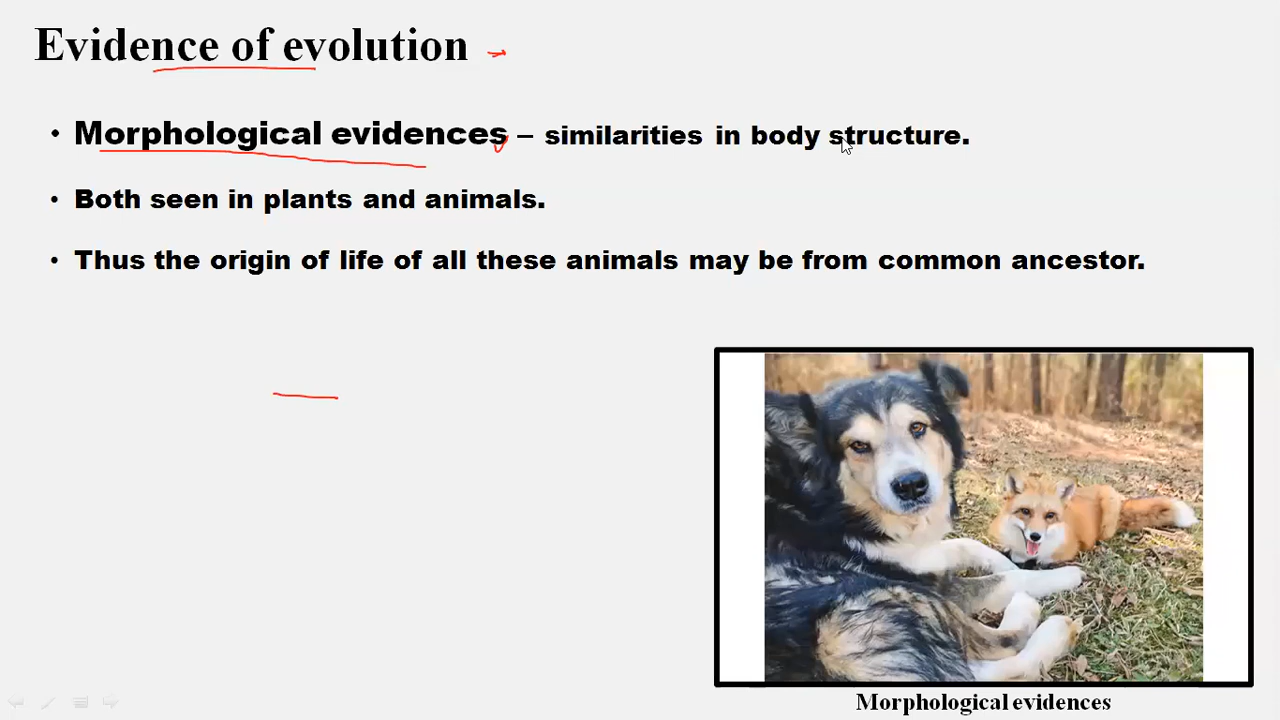 Evidence of evolution
• Morphological evidences – similarities in body structure.
• Both seen in plants and animals.
• Thus the origin of life of all these animals may be from common ancestor.
Morphological evidences